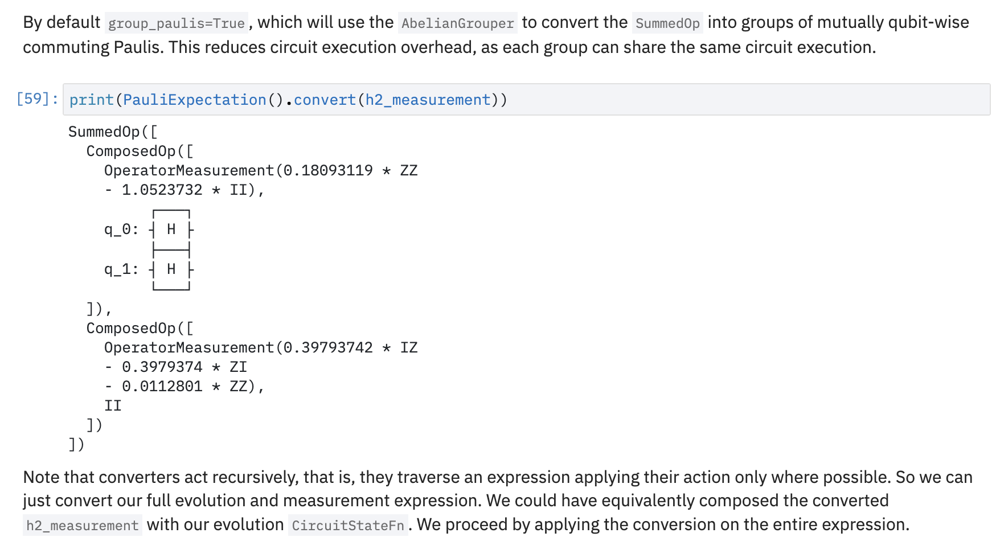 By default group_paulis=True, which will use the AbelianGrouper to convert the SummedOp into groups of mutually qubit-wise
commuting Paulis. This reduces circuit execution overhead, as each group can share the same circuit execution.
[59]: print(PauliExpectation().convert(h2_measurement))
SummedOp([
  ComposedOp([
    OperatorMeasurement(0.18093119 * ZZ
    - 1.0523732 * II),
         ┌───┐
    q_0: ┤ H ├
         ├───┤
    q_1: ┤ H ├
         └───┘
  ]),
  ComposedOp([
    OperatorMeasurement(0.39793742 * IZ
    - 0.3979374 * ZI
    - 0.0112801 * ZZ),
    II
  ])
])
Note that converters act recursively, that is, they traverse an expression applying their action only where possible. So we can
just convert our full evolution and measurement expression. We could have equivalently composed the converted
h2_measurement with our evolution CircuitStateFn. We proceed by applying the conversion on the entire expression.